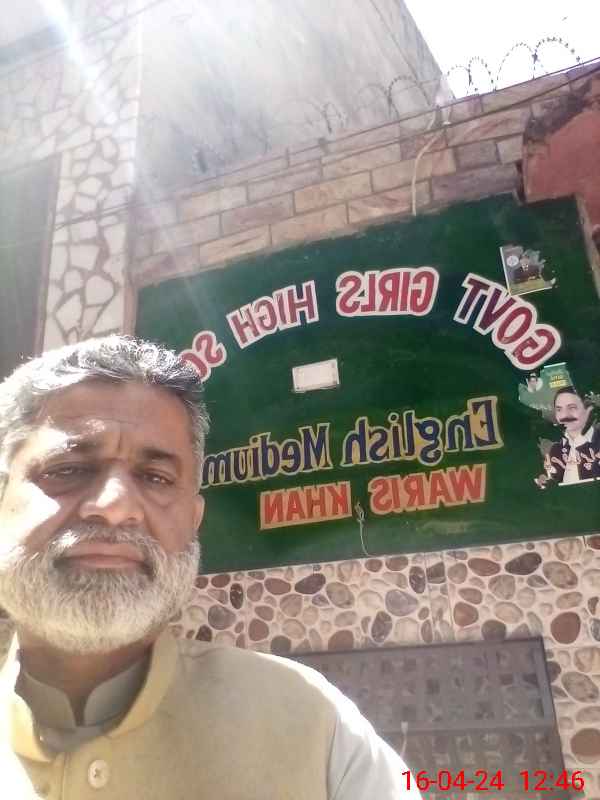 GOVT GIRLS HIGH
English Medium
WARIS KHAN
16-04-24 12:46